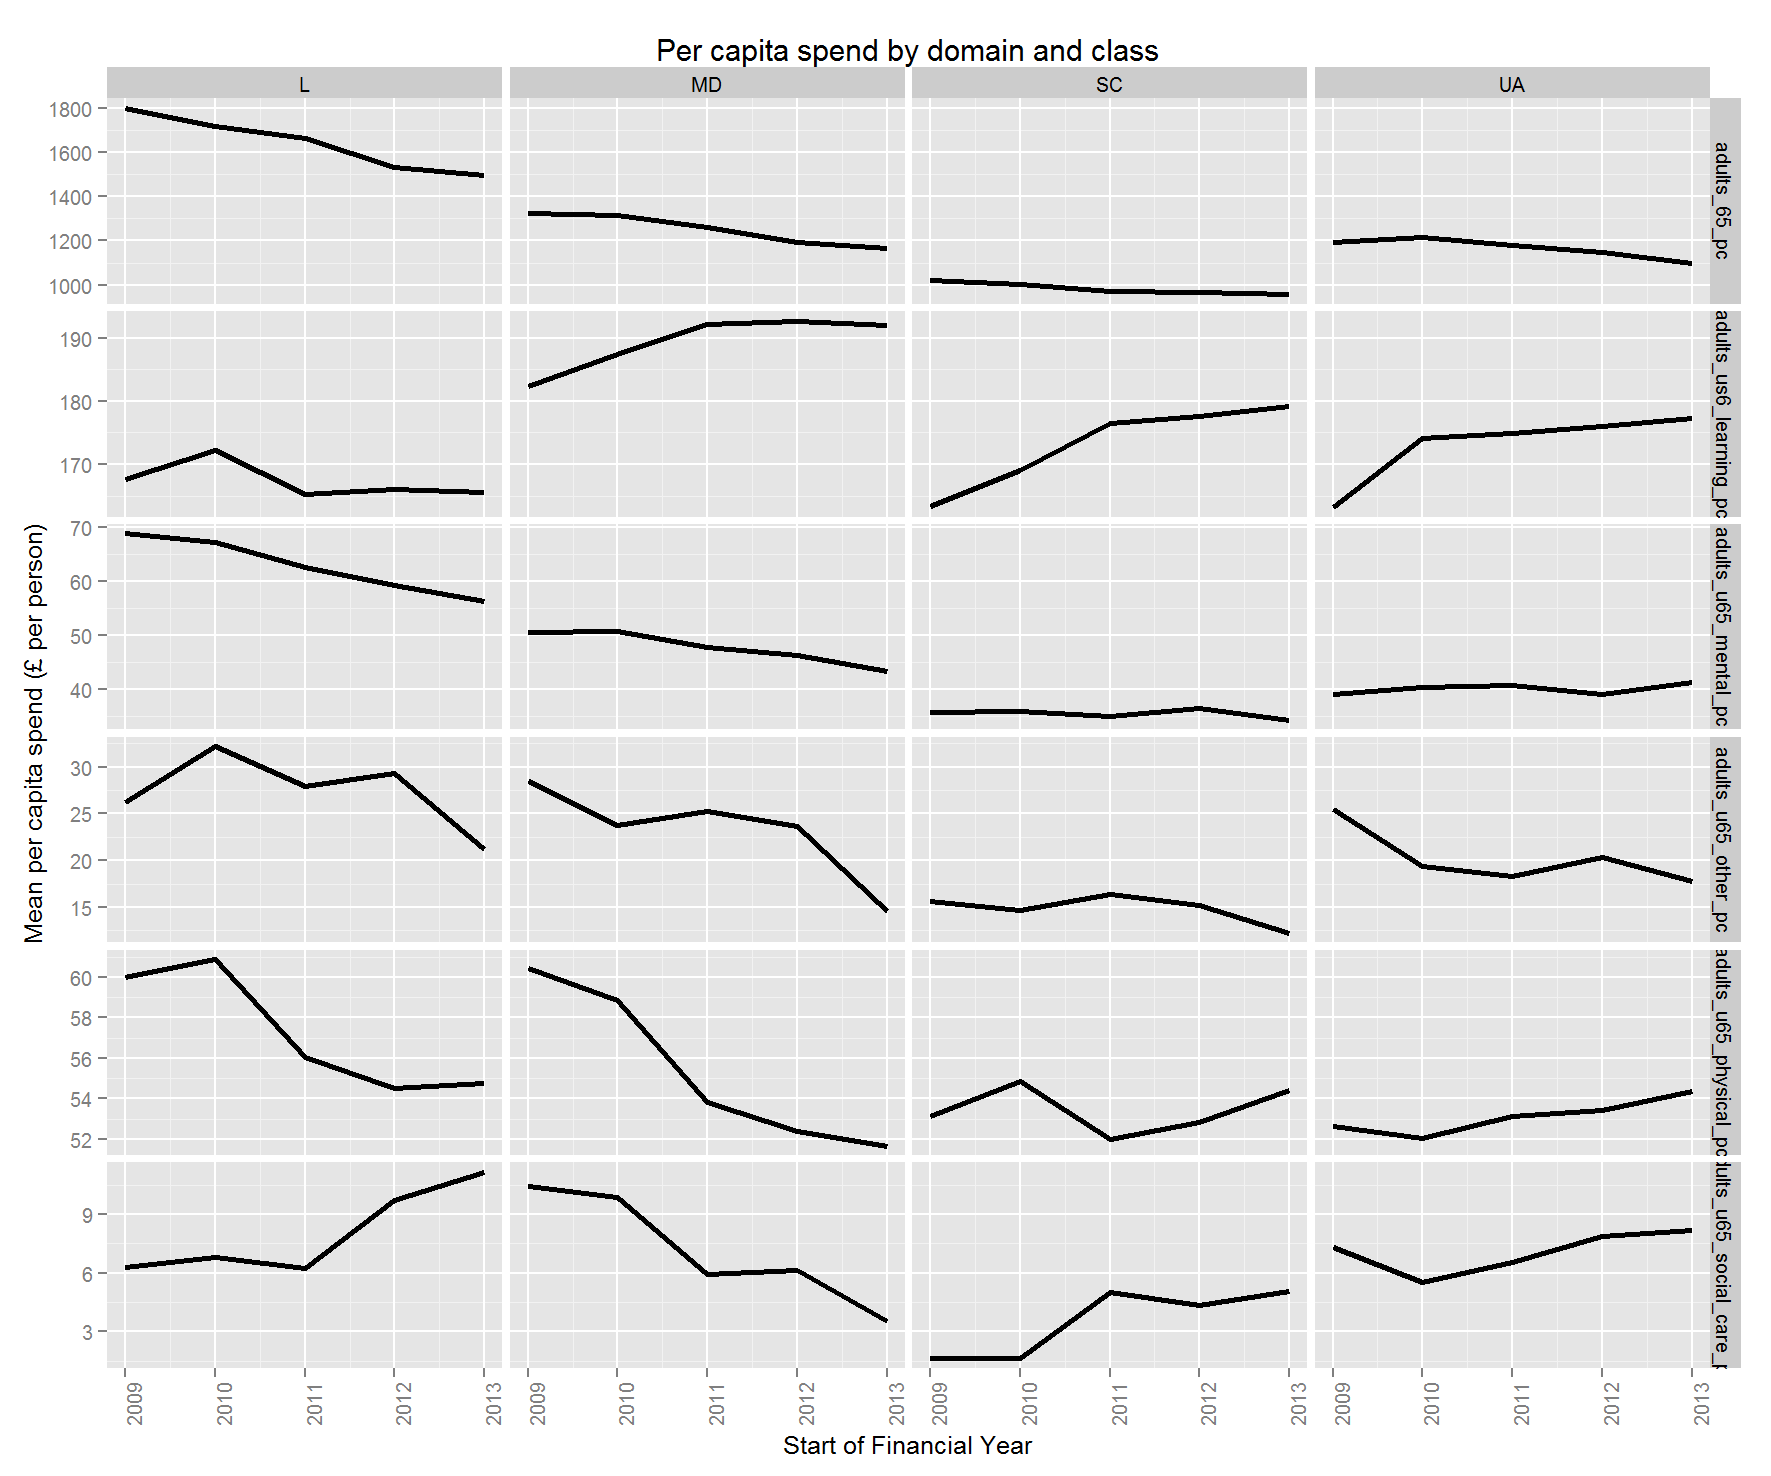 Per capita spend by domain and class
L MD SC UA
1800
1600
1400
1200
1000
adults_65_pc
190
180
170
adults_us6_learning_pc
70
60
50
40
adults_u65_mental_pc
30
25
20
15
adults_u65_other_pc
60
58
56
54
52
adults_u65_physical_pc
9
6
3
dults_u65_social_care_p
Mean per capita spend (£ per person)
2009 2010 2011 2012 2013 2009 2010 2011 2012 2013 2009 2010 2011 2012 2013 2009 2010 2011 2012 2013
Start of Financial Year